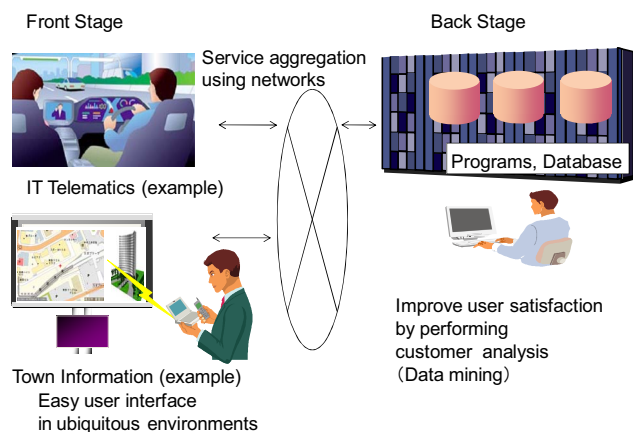 Front Stage
Back Stage
Service aggregation
using networks
Programs, Database
IT Telematics (example)
Improve user satisfaction
by performing
customer analysis
（Data mining）
Town Information (example)
Easy user interface
in ubiquitous environments